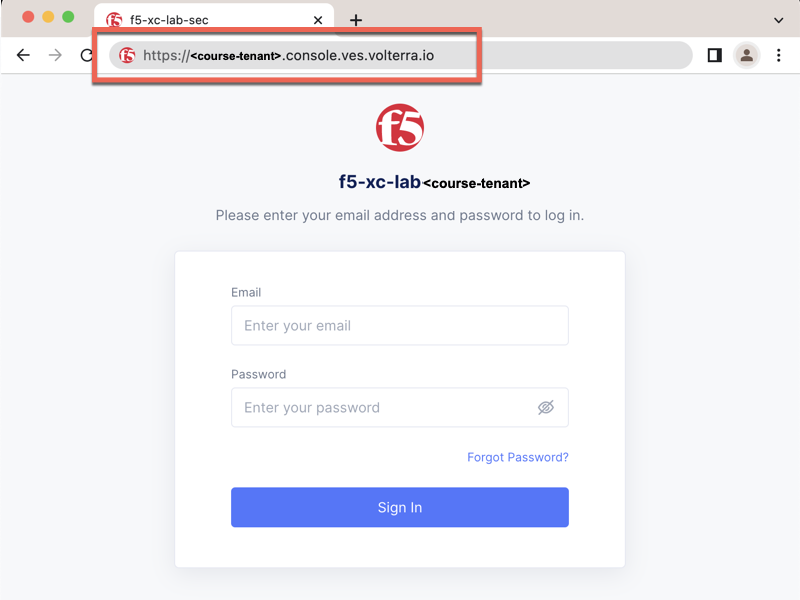 f5-xc-lab-sec
https://<course-tenant>.console.ves.volterra.io
f5
f5-xc-lab<course-tenant>
Please enter your email address and password to log in.
Email
Enter your email
Password
Enter your password
Forgot Password?
Sign In